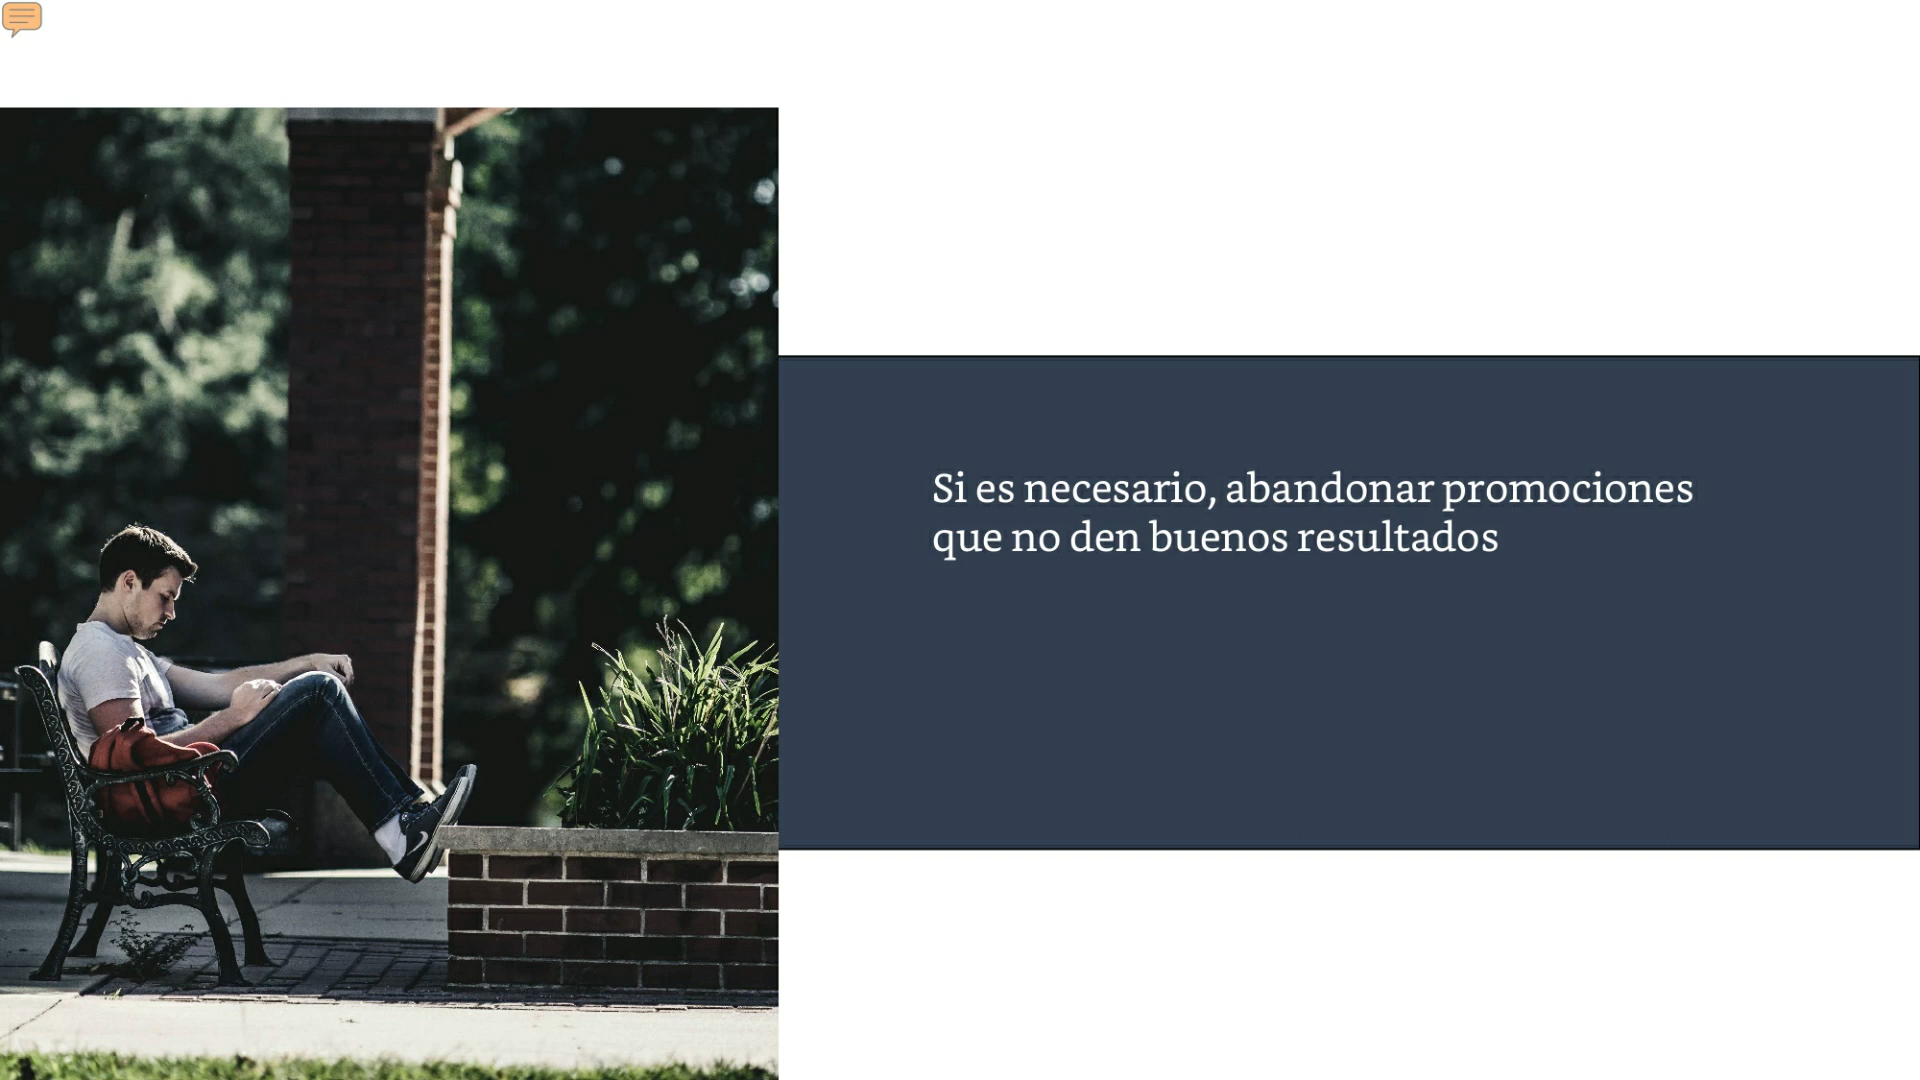 Si es necesario, abandonar promociones
que no den buenos resultados